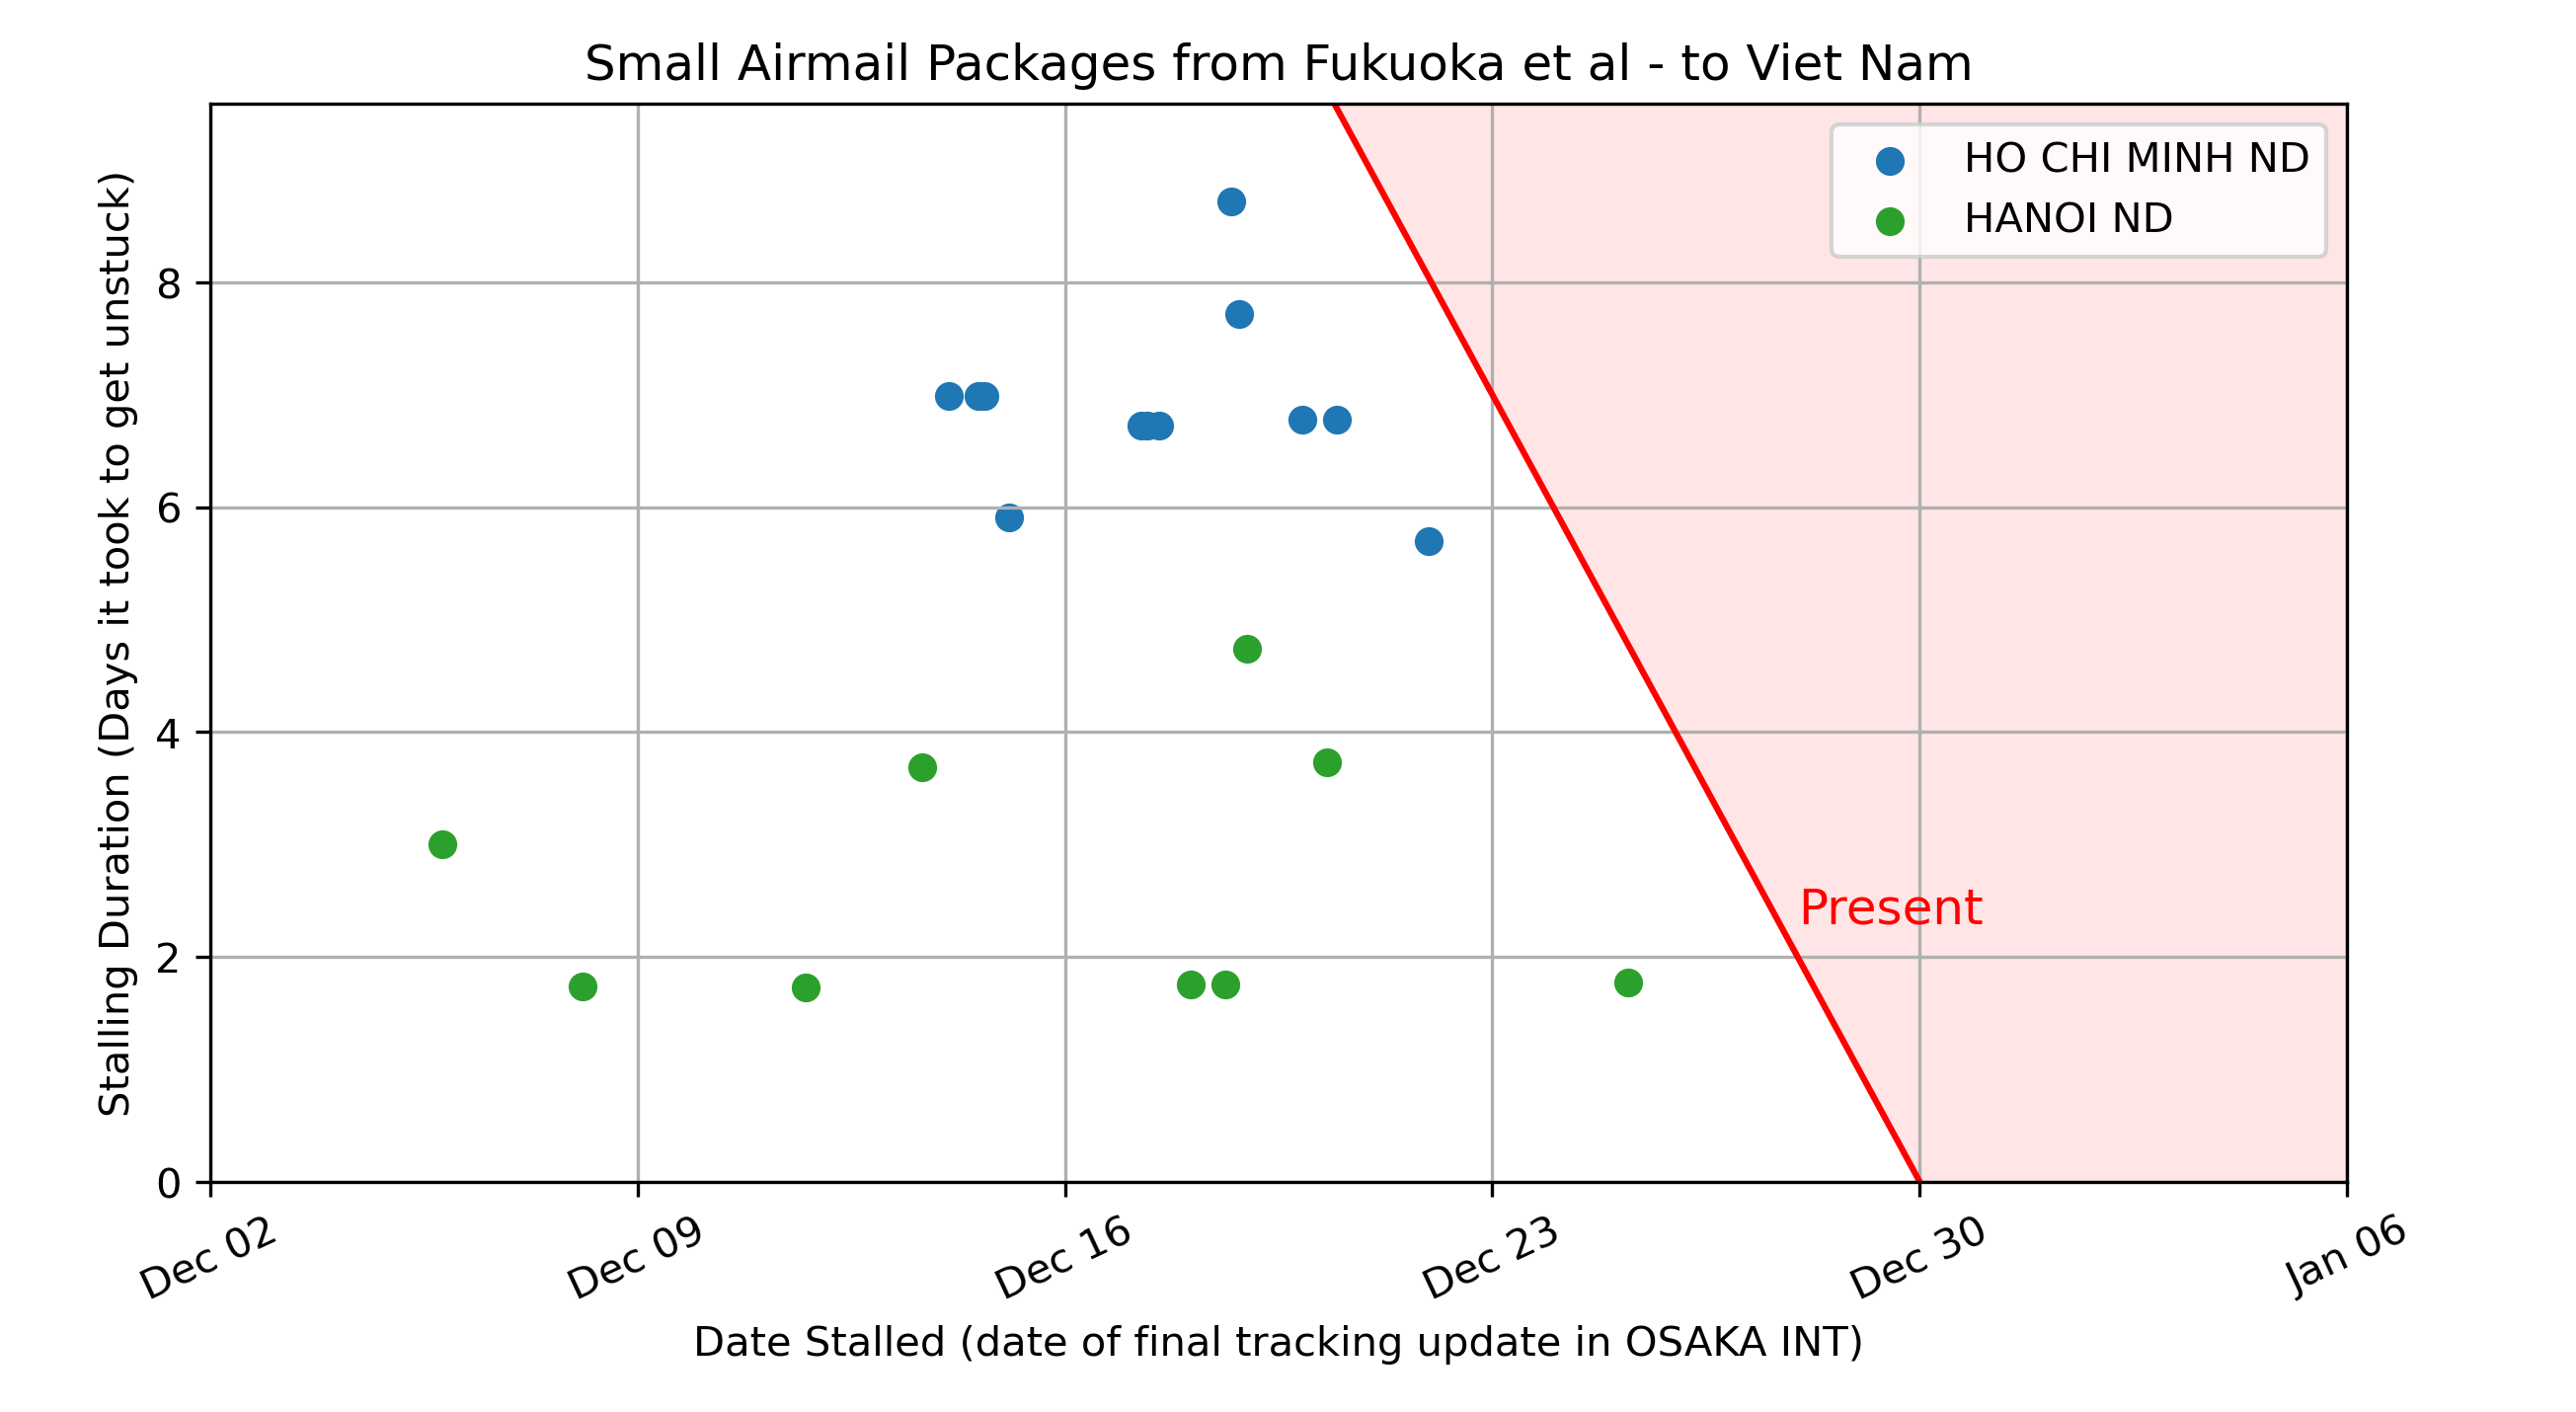 Small Airmail Packages from Fukuoka et al - to Viet Nam
HO CHI MINH ND
HANOI ND
Stalling Duration (Days it took to get unstuck)
8
6
4
2
0
Present
Dec 02
Dec 09
Dec 16
Dec 23
Dec 30
Jan 06
Date Stalled (date of final tracking update in OSAKA INT)